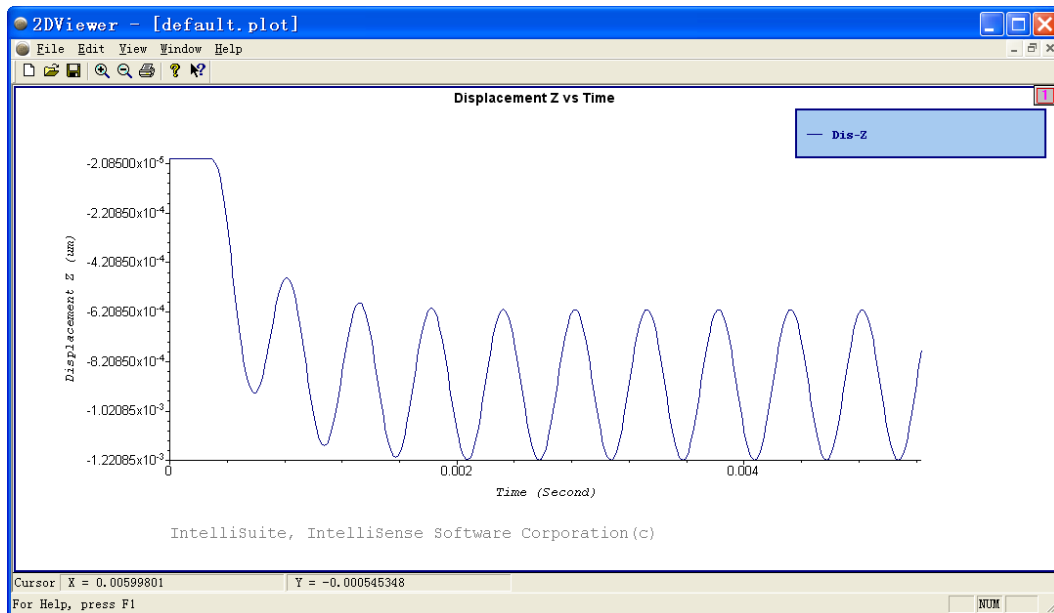 2DViewer - [default.plot]
File Edit View Window Help
Displacement Z vs Time
1
Dis-Z
-2.08500x10-5
-2.20850x10-4
-4.20850x10-4
-6.20850x10-4
-8.20850x10-4
-1.02085x10-3
-1.22085x10-3
Displacement Z (um)
0 0.002 0.004
Time (Second)
IntelliSuite, IntelliSense Software Corporation(c)
Cursor X = 0.00599801 Y = -0.000545348
For Help, press F1 NUM